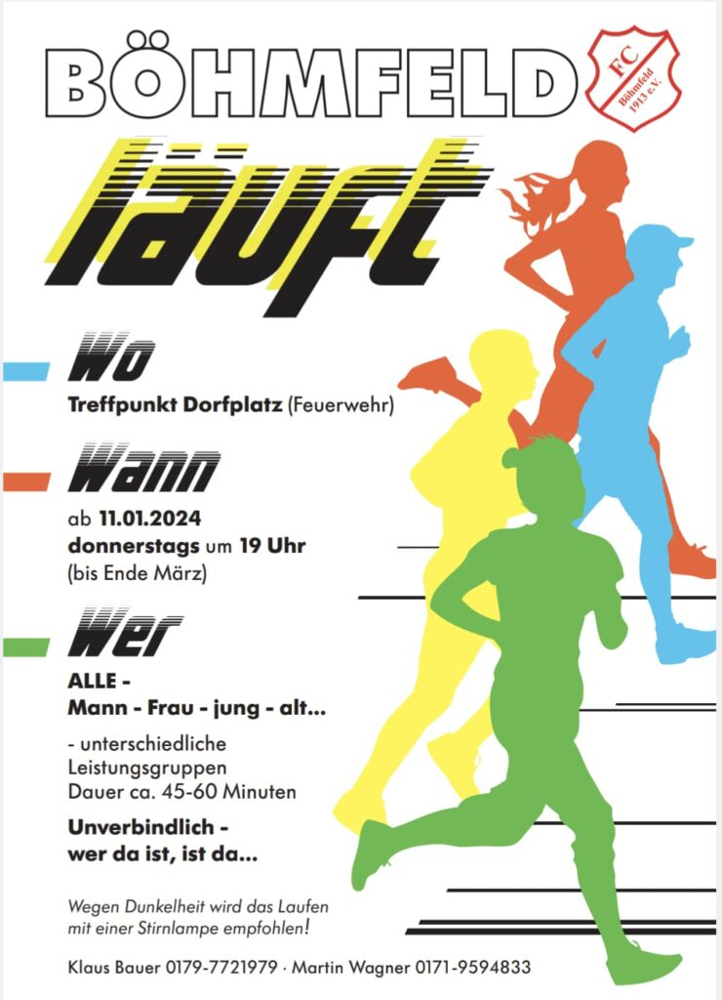 BÖHMFELD
FC
Böhmfeld
1913 e.V.
läuft
Wo
Treffpunkt Dorfplatz (Feuerwehr)
Wann
ab 11.01.2024
donnerstags um 19 Uhr
(bis Ende März)
Wer
ALLE -
Mann - Frau - jung - alt...
- unterschiedliche
Leistungsgruppen
Dauer ca. 45-60 Minuten
Unverbindlich -
wer da ist, ist da...
Wegen Dunkelheit wird das Laufen
mit einer Stirnlampe empfohlen!
Klaus Bauer 0179-7721979 · Martin Wagner 0171-9594833